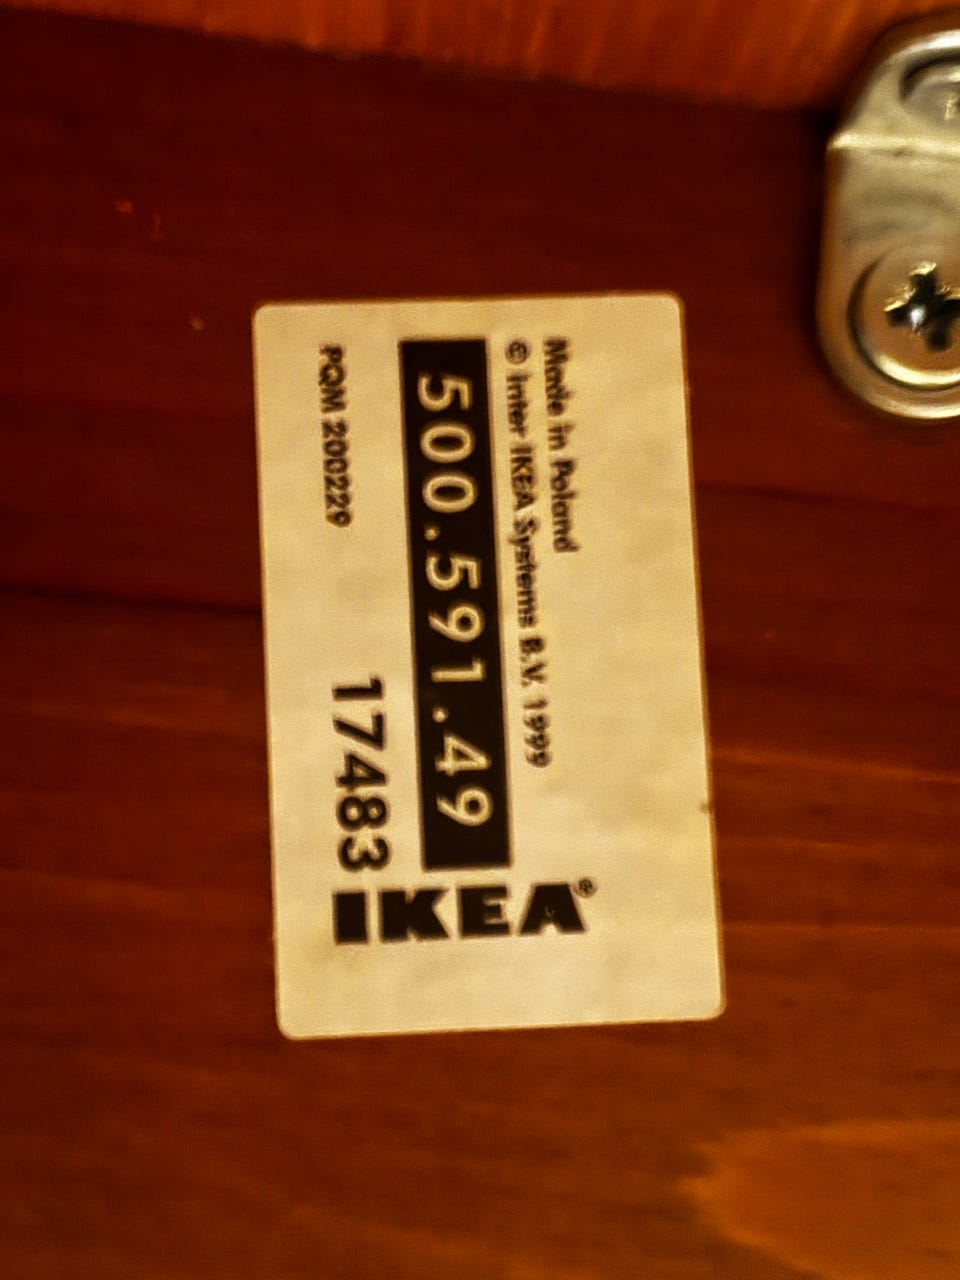 Made in Poland
© Inter IKEA Systems B.V. 1999
500.591.49
PQM 200229
17483
IKEA®